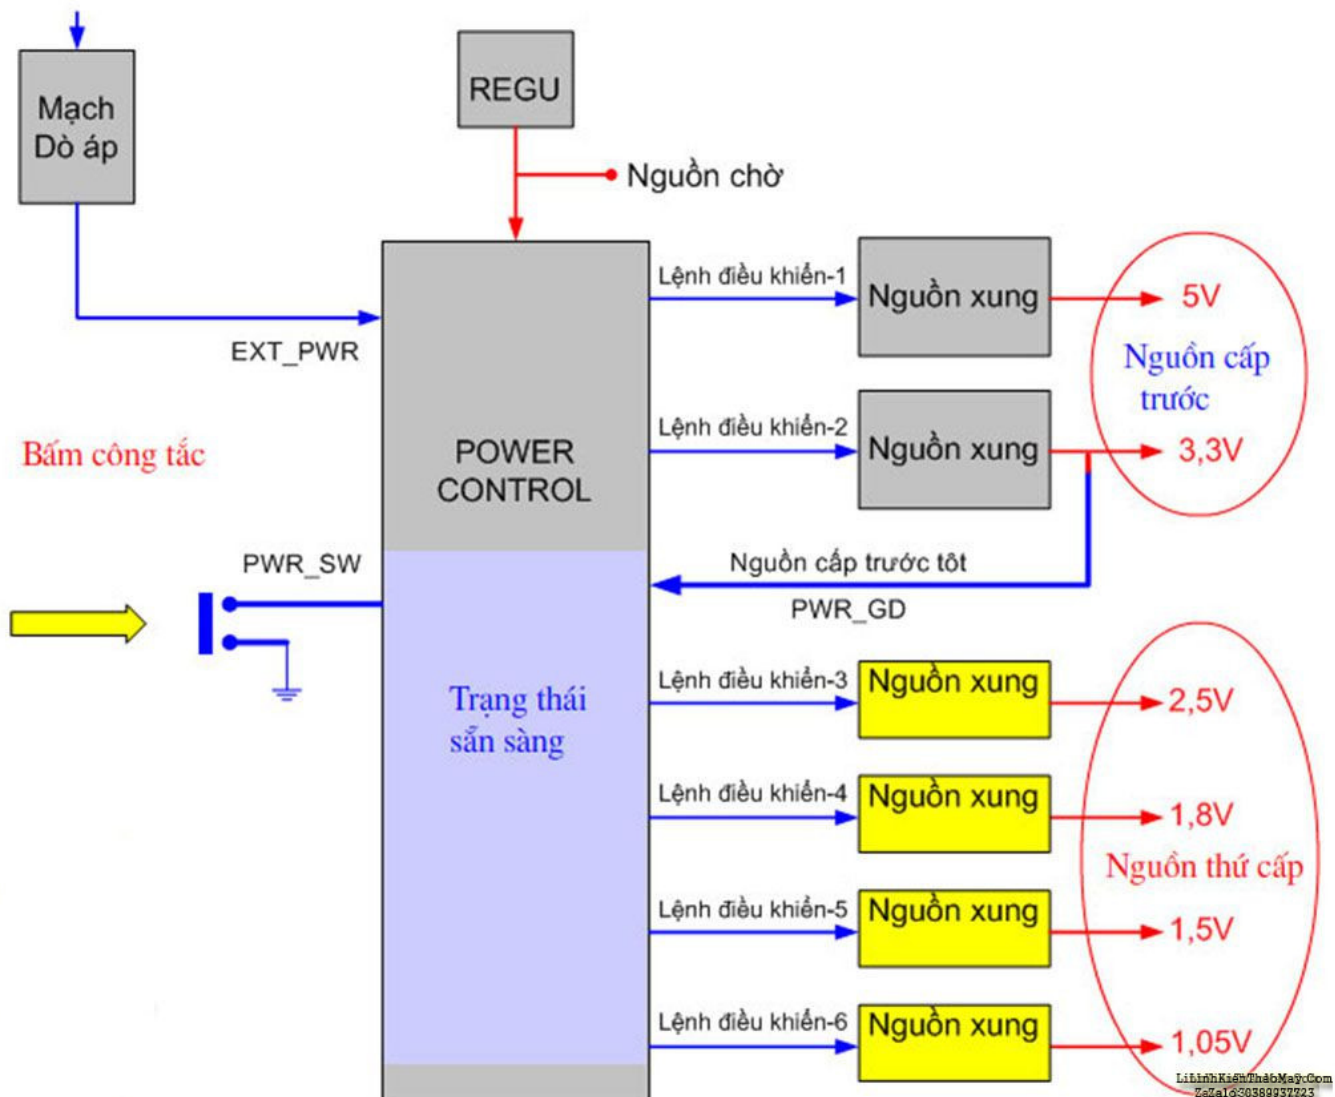 Mạch
Dò áp
REGU
Nguồn chờ
EXT_PWR
Bấm công tắc
PWR_SW
POWER
CONTROL
Trạng thái
sẵn sàng
Lệnh điều khiển-1
Nguồn xung
5V
Nguồn cấp
trước
Lệnh điều khiển-2
Nguồn xung
3,3V
Nguồn cấp trước tôt
PWR_GD
Lệnh điều khiển-3
Nguồn xung
2,5V
Lệnh điều khiển-4
Nguồn xung
1,8V
Nguồn thứ cấp
Lệnh điều khiển-5
Nguồn xung
1,5V
Lệnh điều khiển-6
Nguồn xung
1,05V